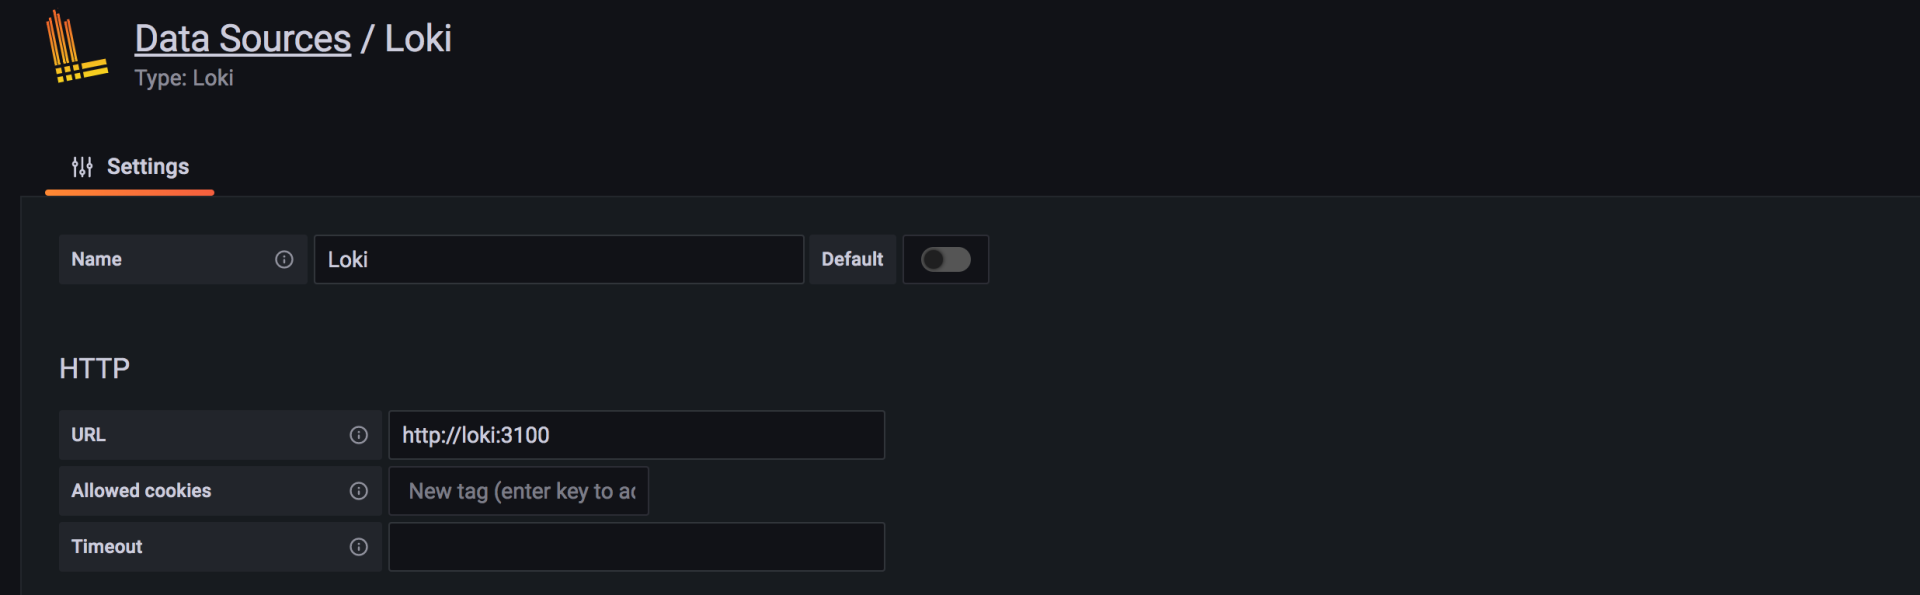 Data Sources / Loki
Type: Loki
Settings
Name Loki Default
HTTP
URL http://loki:3100
Allowed cookies New tag (enter key to ac
Timeout